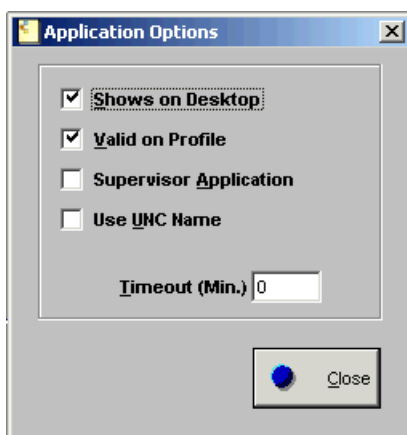 Application Options
Shows on Desktop
Valid on Profile
Supervisor Application
Use UNC Name
Timeout (Min.) 0
Close